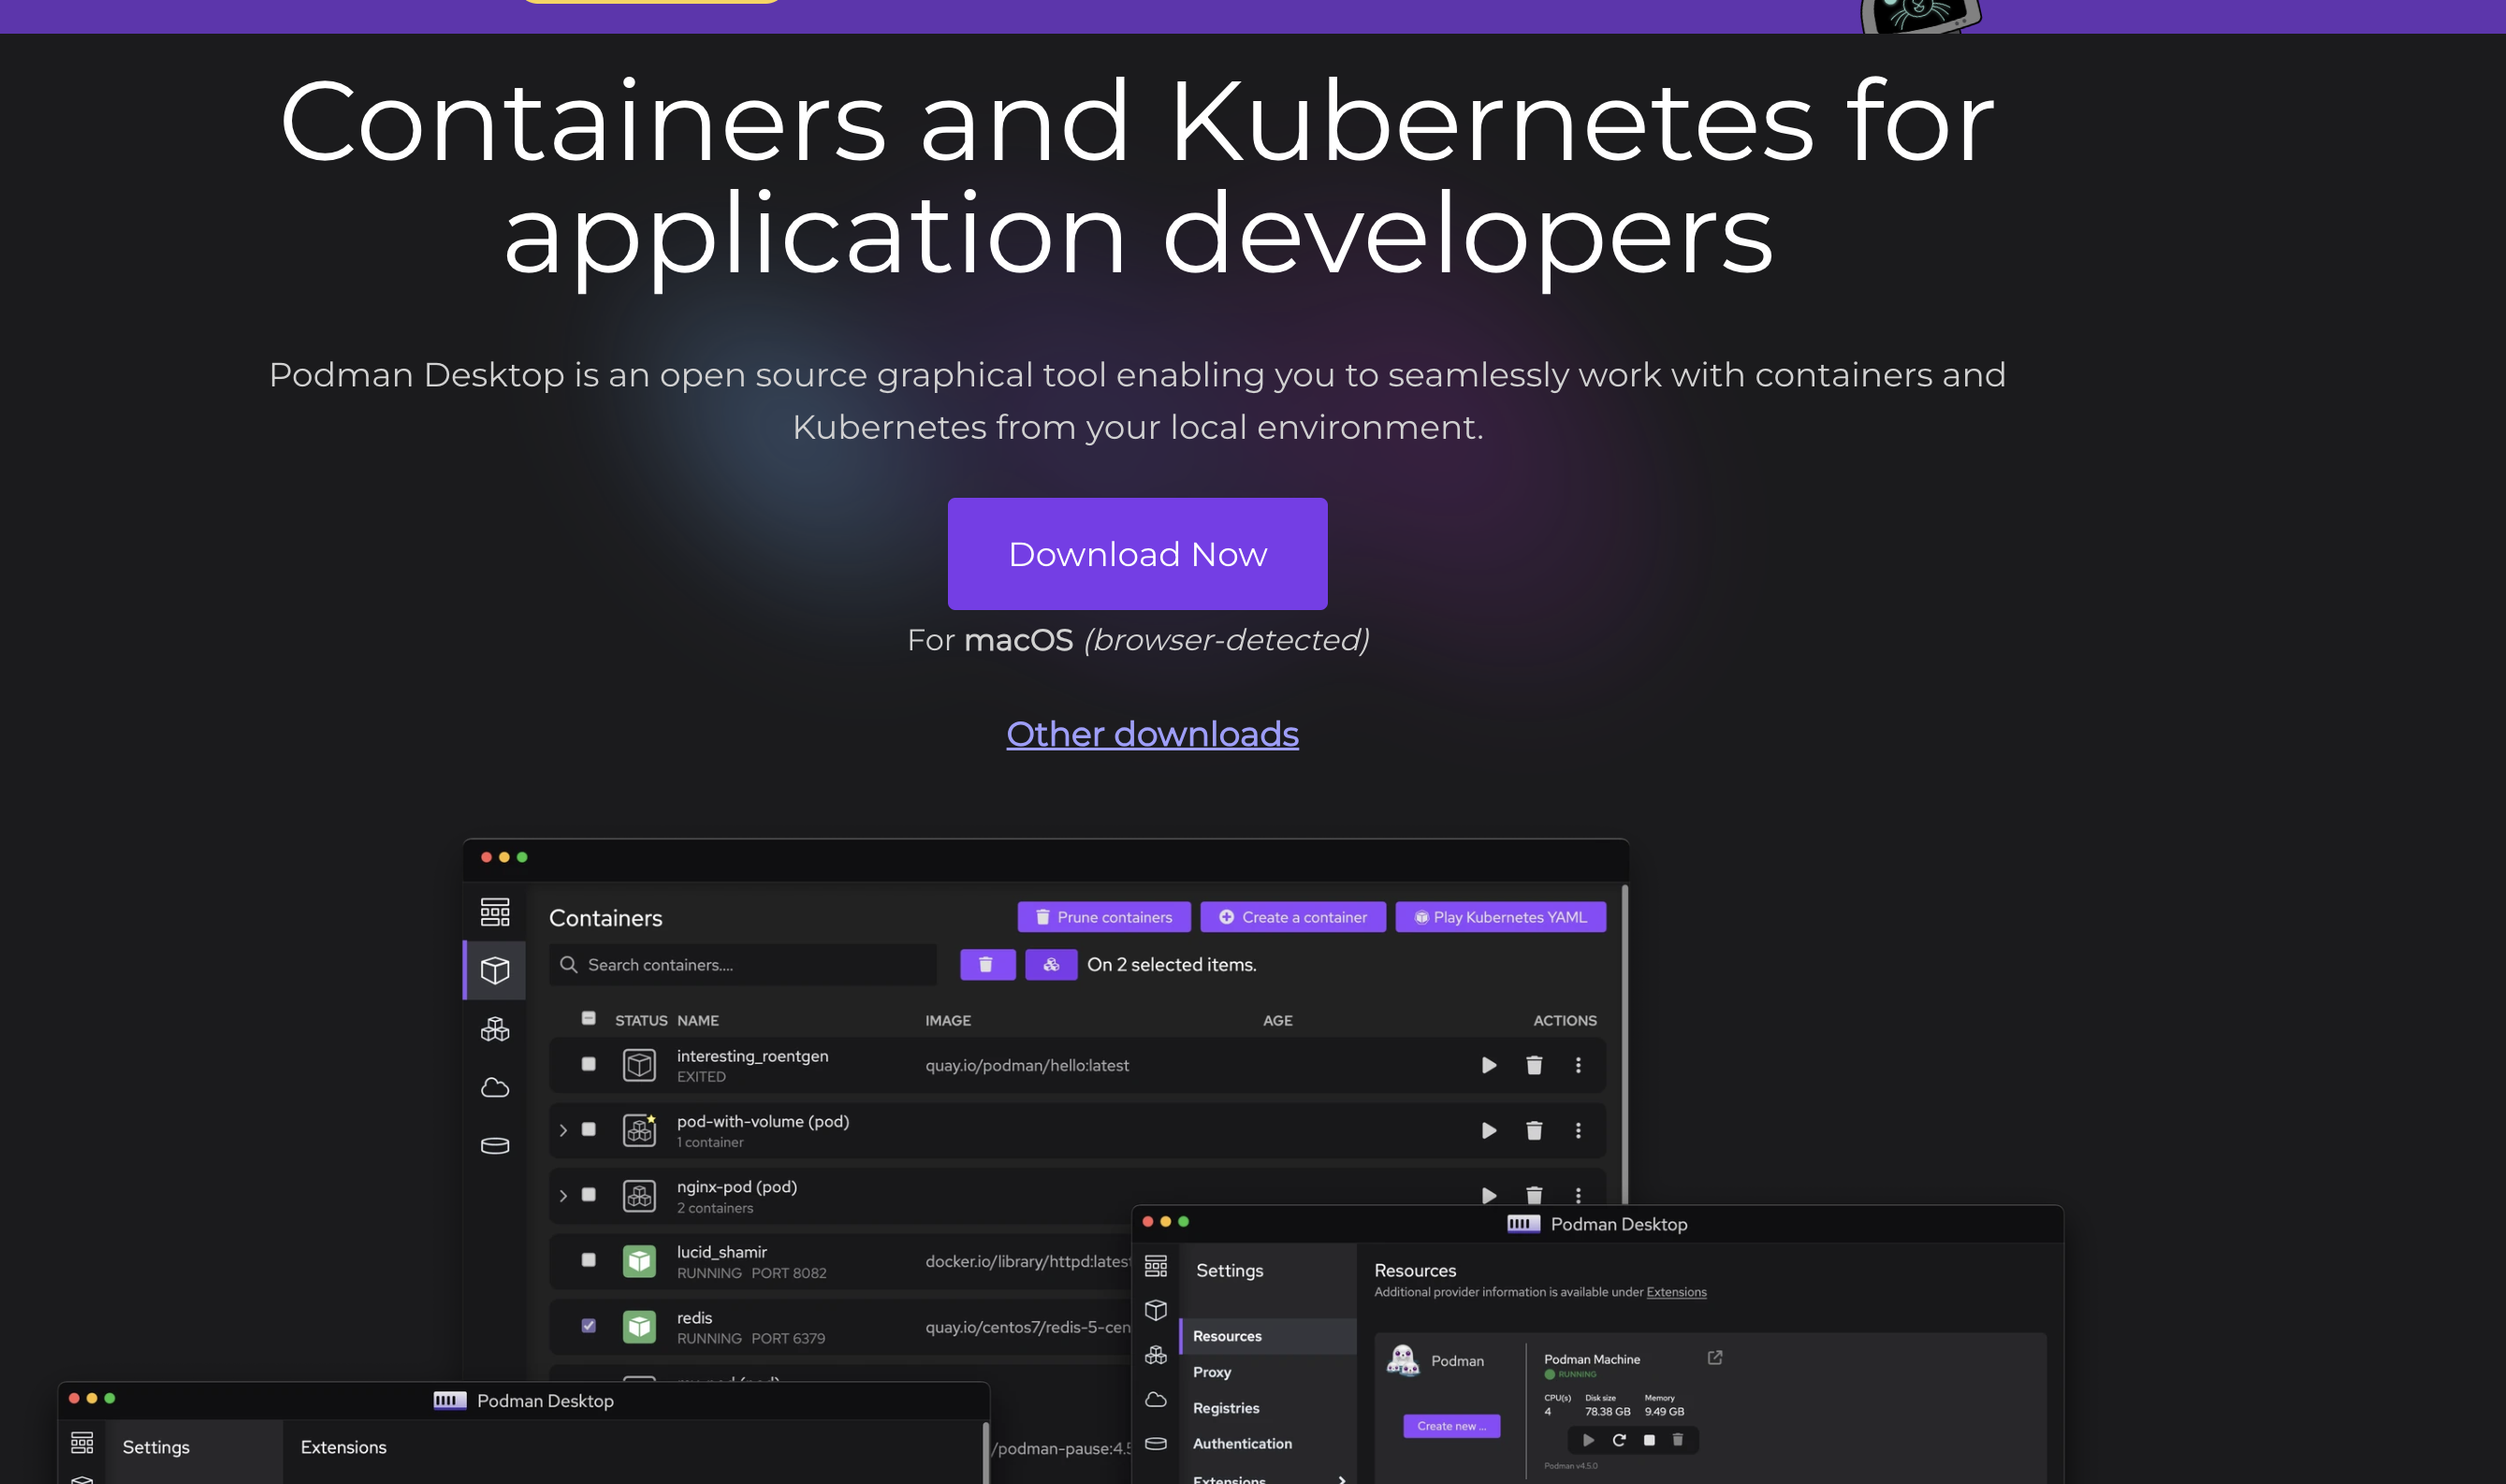 Containers and Kubernetes for
application developers
Podman Desktop is an open source graphical tool enabling you to seamlessly work with containers and
Kubernetes from your local environment.
Download Now
For macOS (browser-detected)
Other downloads
Containers
Prune containers
Create a container
Play Kubernetes YAML
Search containers....
On 2 selected items.
STATUS NAME IMAGE AGE ACTIONS
interesting_roentgen
EXITED
quay.io/podman/hello:latest
pod-with-volume (pod)
1 container
nginx-pod (pod)
2 containers
lucid_shamir
RUNNING PORT 8082
docker.io/library/httpd:latest
redis
RUNNING PORT 6379
quay.io/centos7/redis-5-cen
/podman-pause:4.5
Podman Desktop
Settings
Resources
Proxy
Registries
Authentication
Extensions
Resources
Additional provider information is available under Extensions
Podman
Create new ...
Podman Machine
RUNNING
CPU(s) Disk size Memory
4 78.38 GB 9.49 GB
Podman v4.5.0
Podman Desktop
Settings
Extensions